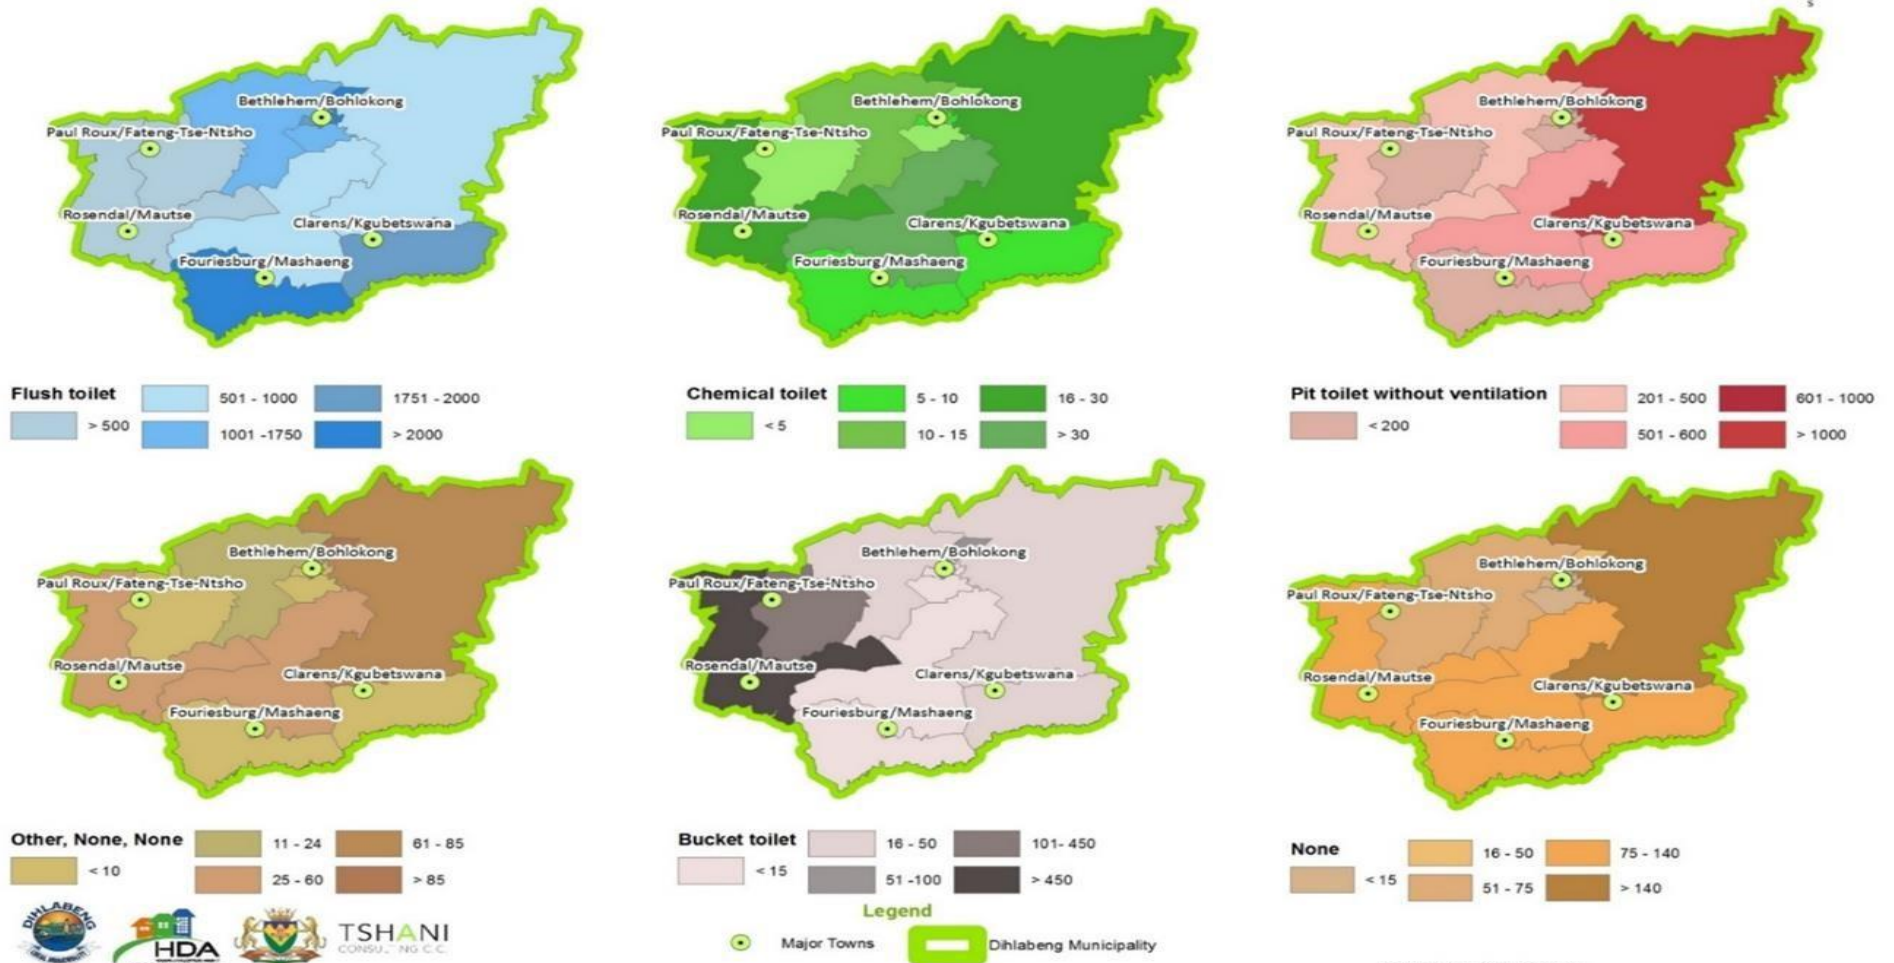 s
Bethlehem/Bohlokong
Paul Roux/Fateng-Tse-Ntsho
Rosendal/Mautse
Clarens/Kgubetswana
Fouriesburg/Mashaeng
Bethlehem/Bohlokong
Paul Roux/Fateng-Tse-Ntsho
Rosendal/Mautse
Clarens/Kgubetswana
Fouriesburg/Mashaeng
Bethlehem/Bohlokong
Paul Roux/Fateng-Tse-Ntsho
Rosendal/Mautse
Clarens/Kgubetswana
Fouriesburg/Mashaeng
Flush toilet 501 - 1000 1751 - 2000
> 500 1001 -1750 > 2000
Chemical toilet 5 - 10 16 - 30
< 5 10 - 15 > 30
Pit toilet without ventilation 201 - 500 601 - 1000
< 200 501 - 600 > 1000
Bethlehem/Bohlokong
Paul Roux/Fateng-Tse-Ntsho
Rosendal/Mautse
Clarens/Kgubetswana
Fouriesburg/Mashaeng
Bethlehem/Bohlokong
Paul Roux/Fateng-Tse-Ntsho
Rosendal/Mautse
Clarens/Kgubetswana
Fouriesburg/Mashaeng
Bethlehem/Bohlokong
Paul Roux/Fateng-Tse-Ntsho
Rosendal/Mautse
Clarens/Kgubetswana
Fouriesburg/Mashaeng
Other, None, None 11 - 24 61 - 85
< 10 25 - 60 > 85
Bucket toilet 16 - 50 101- 450
< 15 51 -100 > 450
None 16 - 50 75 - 140
< 15 51 - 75 > 140
DIHLABENG
HDA
TSHANI
Legend
Major Towns Dihlabeng Municipality